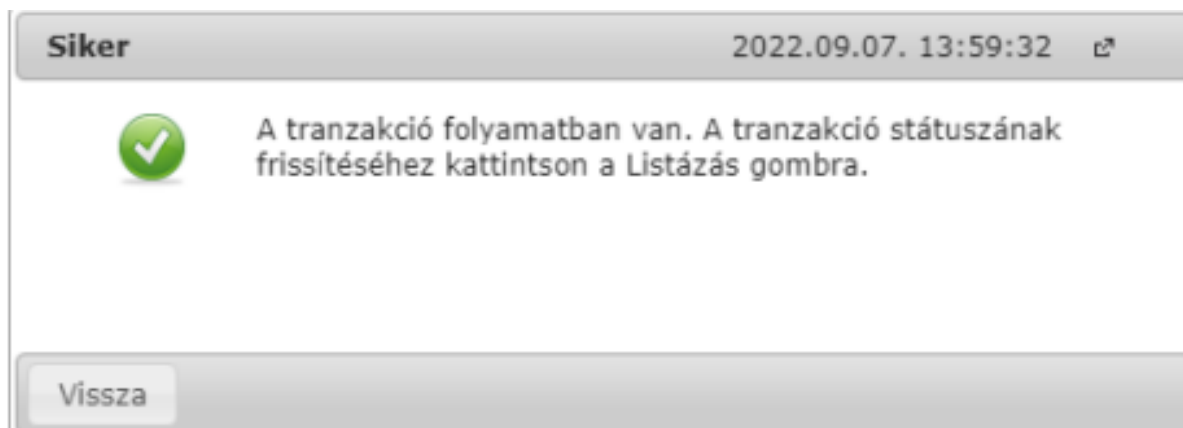 Siker 2022.09.07. 13:59:32
A tranzakció folyamatban van. A tranzakció státuszának
frissítéséhez kattintson a Listázás gombra.
Vissza